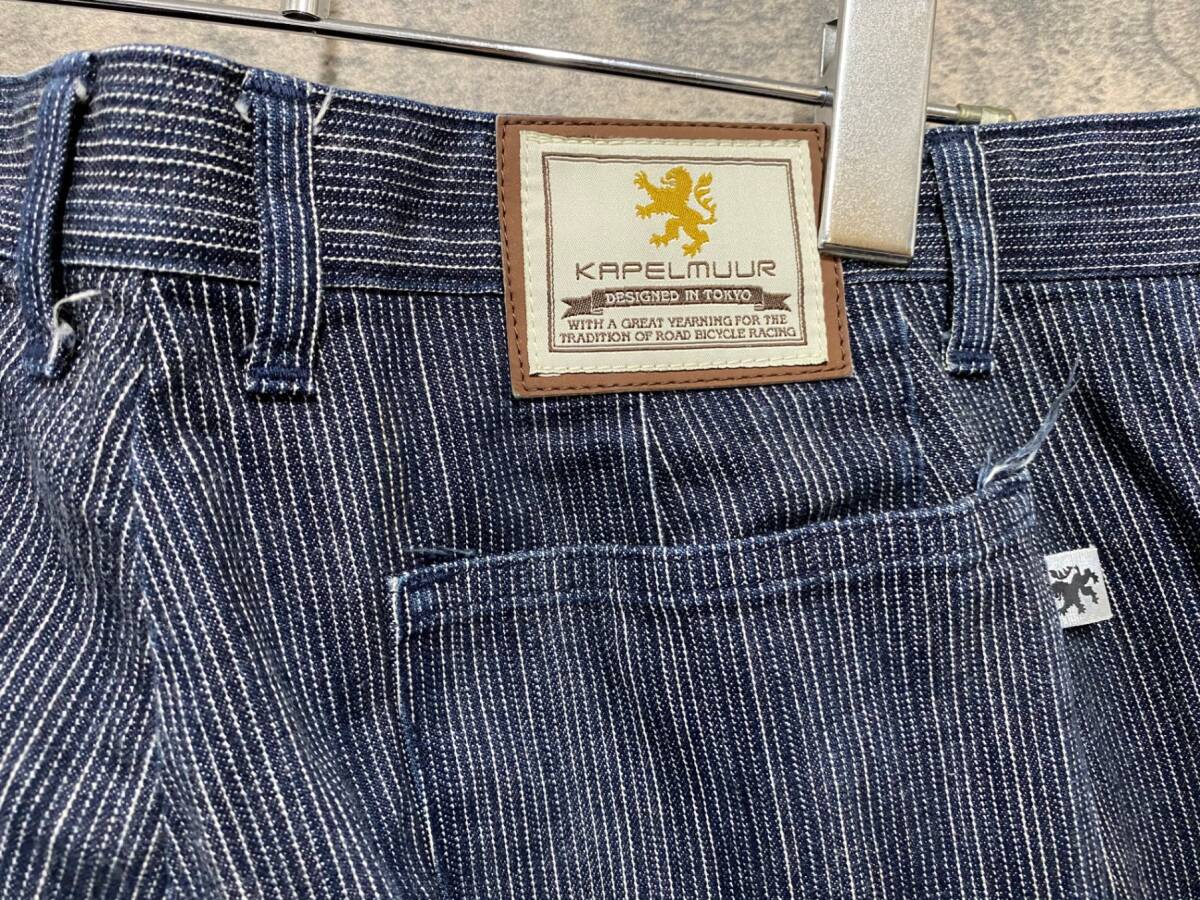 KAPELMUUR
DESIGNED IN TOKYO
WITH A GREAT YEARNING FOR THE
TRADITION OF ROAD BICYCLE RACING